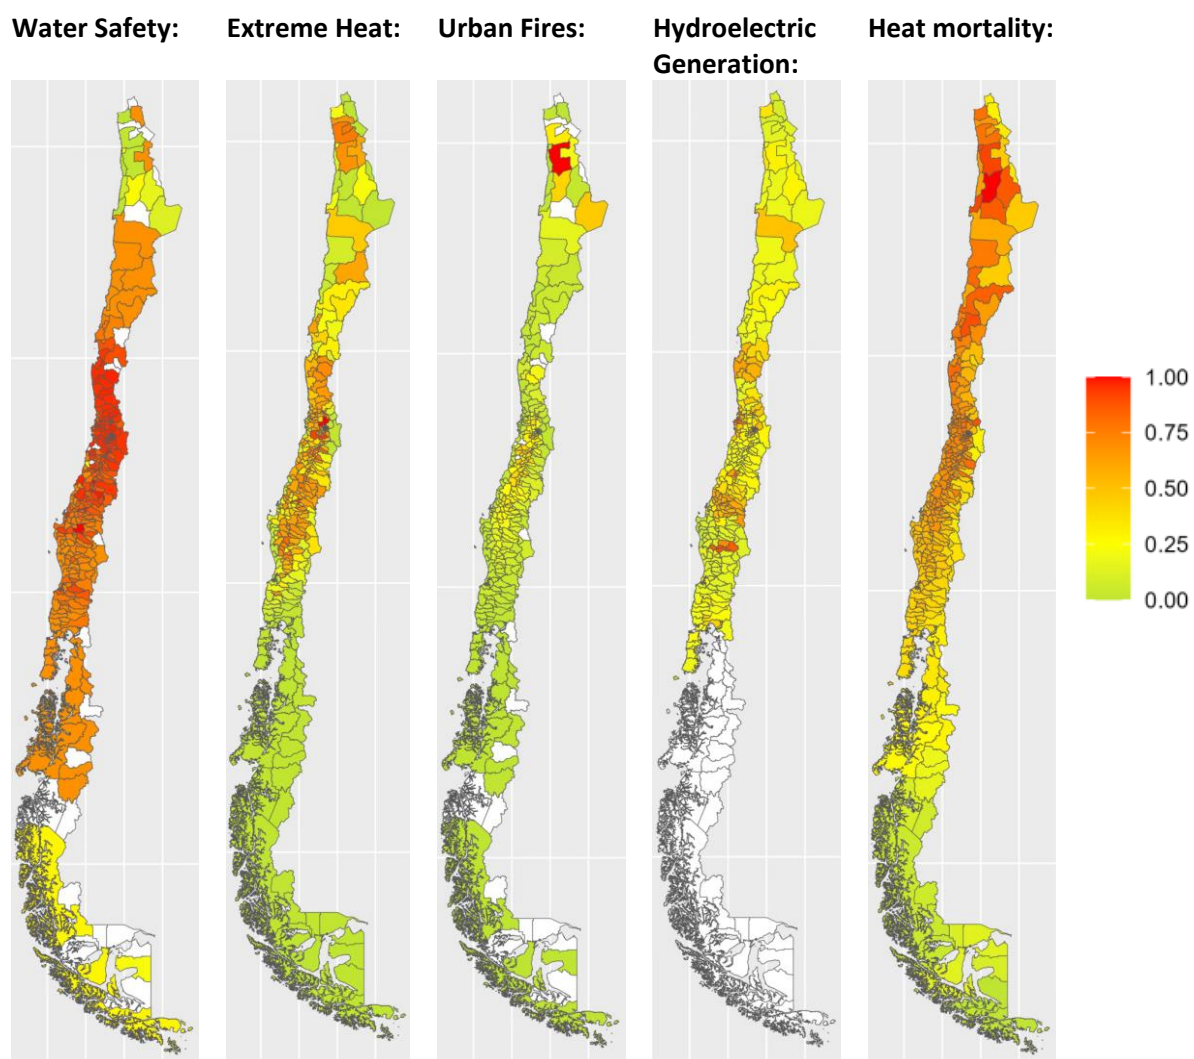 Water Safety:
Extreme Heat:
Urban Fires:
Hydroelectric
Generation:
Heat mortality:
1.00
0.75
0.50
0.25
0.00